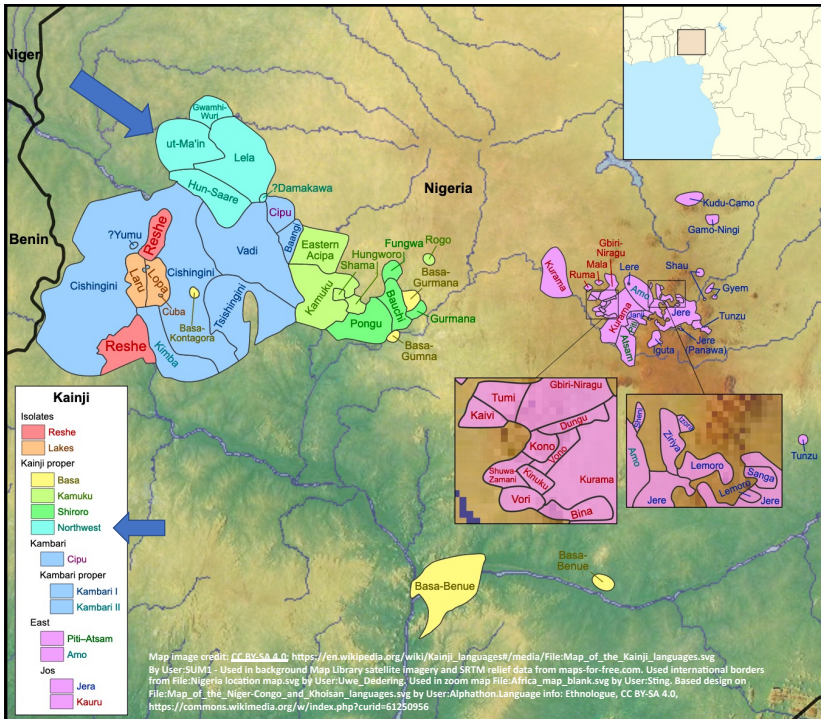 Niger
Benin
Nigeria
Gwamhi-
Wuri
ut-Ma'in
Lela
Hun-Saare
?Damakawa
Cipu
Reshe
?Yumu
Vadi
Baangi
Eastern
Acipa
Hungworo
Shama
Fungwa
Rogo
Basa-
Gurmana
Cishingini
Cishingini
Laru
Lopa
Cuba
Basa-
Kontagora
Tsishingini
Kamuku
Pongu
Bauchi
Gurmana
Basa-
Gumna
Reshe
Kimba
Kudu-Camo
Gamo-Ningi
Kurama
Gbiri-
Niragu
Mala
Ruma
Lere
Amo
Shau
Gyem
Kurama
Janji
Piti
Atsam
Jere
Tunzu
Jere
(Panawa)
Iguta
Tumi
Gbiri-Niragu
Kaivi
Dungu
Kono
Vono
Shuwa-
Zamani
Kinuku
Kurama
Vori
Bina
Sheni
Ziriya
Izora
Amo
Lemoro
Sanga
Lemoro
Jere
Jere
Tunzu
Basa-Benue
Basa-
Benue
Kainji
Isolates
Reshe
Lakes
Kainji proper
Basa
Kamuku
Shiroro
Northwest
Kambari
Cipu
Kambari proper
Kambari I
Kambari II
East
Piti–Atsam
Amo
Jos
Jera
Kauru
Map image credit: CC BY-SA 4.0; https://en.wikipedia.org/wiki/Kainji_languages#/media/File:Map_of_the_Kainji_languages.svg
By User:SUM1 - Used in background Map Library satellite imagery and SRTM relief data from maps-for-free.com. Used international borders
from File:Nigeria location map.svg by User:Uwe_Dedering. Used in zoom map File:Africa_map_blank.svg by User:Sting. Based design on
File:Map_of_the_Niger-Congo_and_Khoisan_languages.svg by User:Alphathon.Language info: Ethnologue, CC BY-SA 4.0,
https://commons.wikimedia.org/w/index.php?curid=61250956